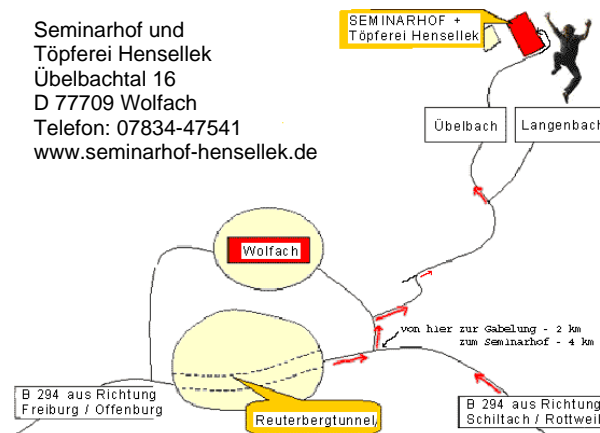 Seminarhof und
Töpferei Hensellek
Übelbachtal 16
D 77709 Wolfach
Telefon: 07834-47541
www.seminarhof-hensellek.de
SEMINARHOF +
Töpferei Hensellek
Übelbach
Langenbach
Wolfach
von hier zur Gabelung - 2 km
zum Seminarhof - 4 km
B 294 aus Richtung
Freiburg / Offenburg
Reuterbergtunnel
B 294 aus Richtung
Schiltach / Rottweil